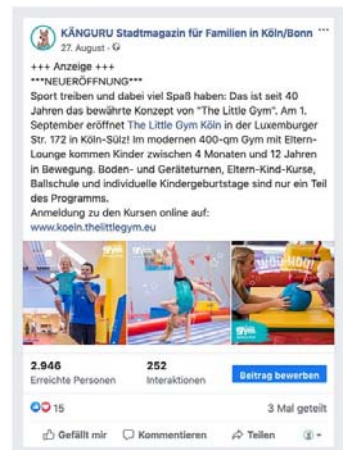 KÄNGURU Stadtmagazin für Familien in Köln/Bonn ...
27. August ·
+++ Anzeige +++
***NEUERÖFFNUNG***
Sport treiben und dabei viel Spaß haben: Das ist seit 40
Jahren das bewährte Konzept von "The Little Gym". Am 1.
September eröffnet The Little Gym Köln in der Luxemburger
Str. 172 in Köln-Sülz! Im modernen 400-qm Gym mit Eltern-
Lounge kommen Kinder zwischen 4 Monaten und 12 Jahren
in Bewegung. Boden- und Geräteturnen, Eltern-Kind-Kurse,
Ballschule und individuelle Kindergeburtstage sind nur ein Teil
des Programms.
Anmeldung zu den Kursen online auf:
www.koeln.thelittlegym.eu
WOO-HOO!
gym
2.946 252
Erreichte Personen Interaktionen Beitrag bewerben
15 3 Mal geteilt
Gefällt mir Kommentieren Teilen